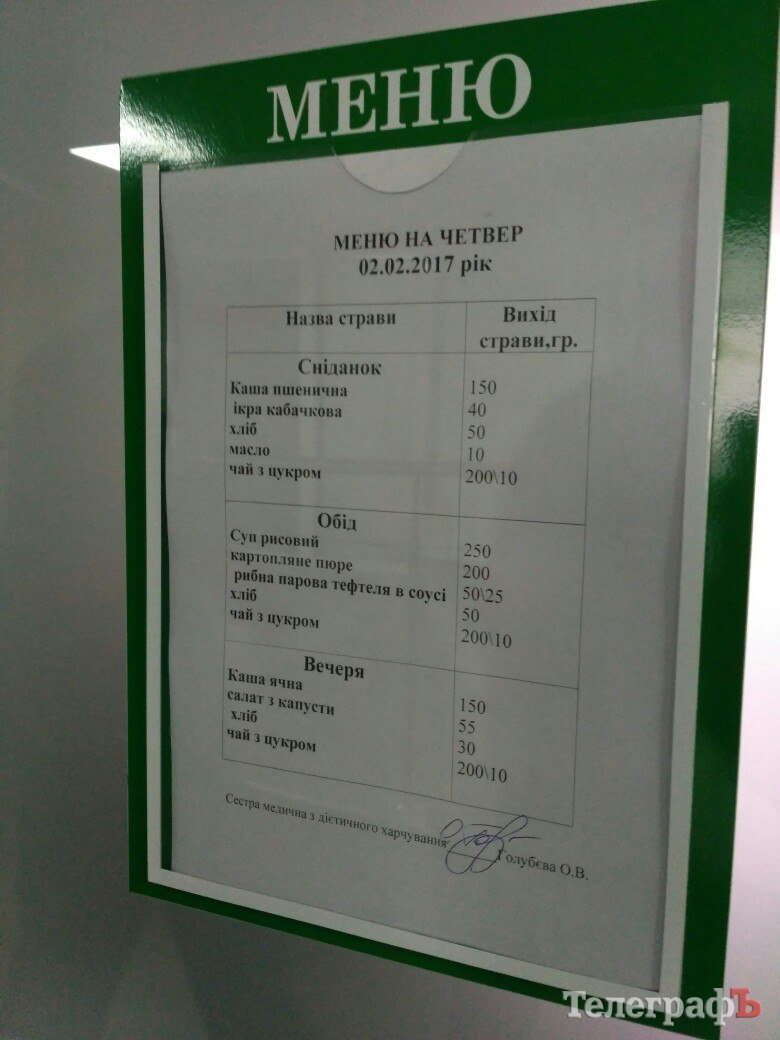 МЕНЮ
МЕНЮ НА ЧЕТВЕР
02.02.2017 рік
Назва страви Вихід страви,гр.
Сніданок
Каша пшенична 150
ікра кабачкова 40
хліб 50
масло 10
чай з цукром 200\10
Обід
Суп рисовий 250
картопляне пюре 200
рибна парова тефтеля в соусі 50\25
хліб 50
чай з цукром 200\10
Вечеря
Каша ячна 150
салат з капусти 55
хліб 30
чай з цукром 200\10
Сестра медична з дієтичного харчування Голубєва О.В.
ТелеграфЪ